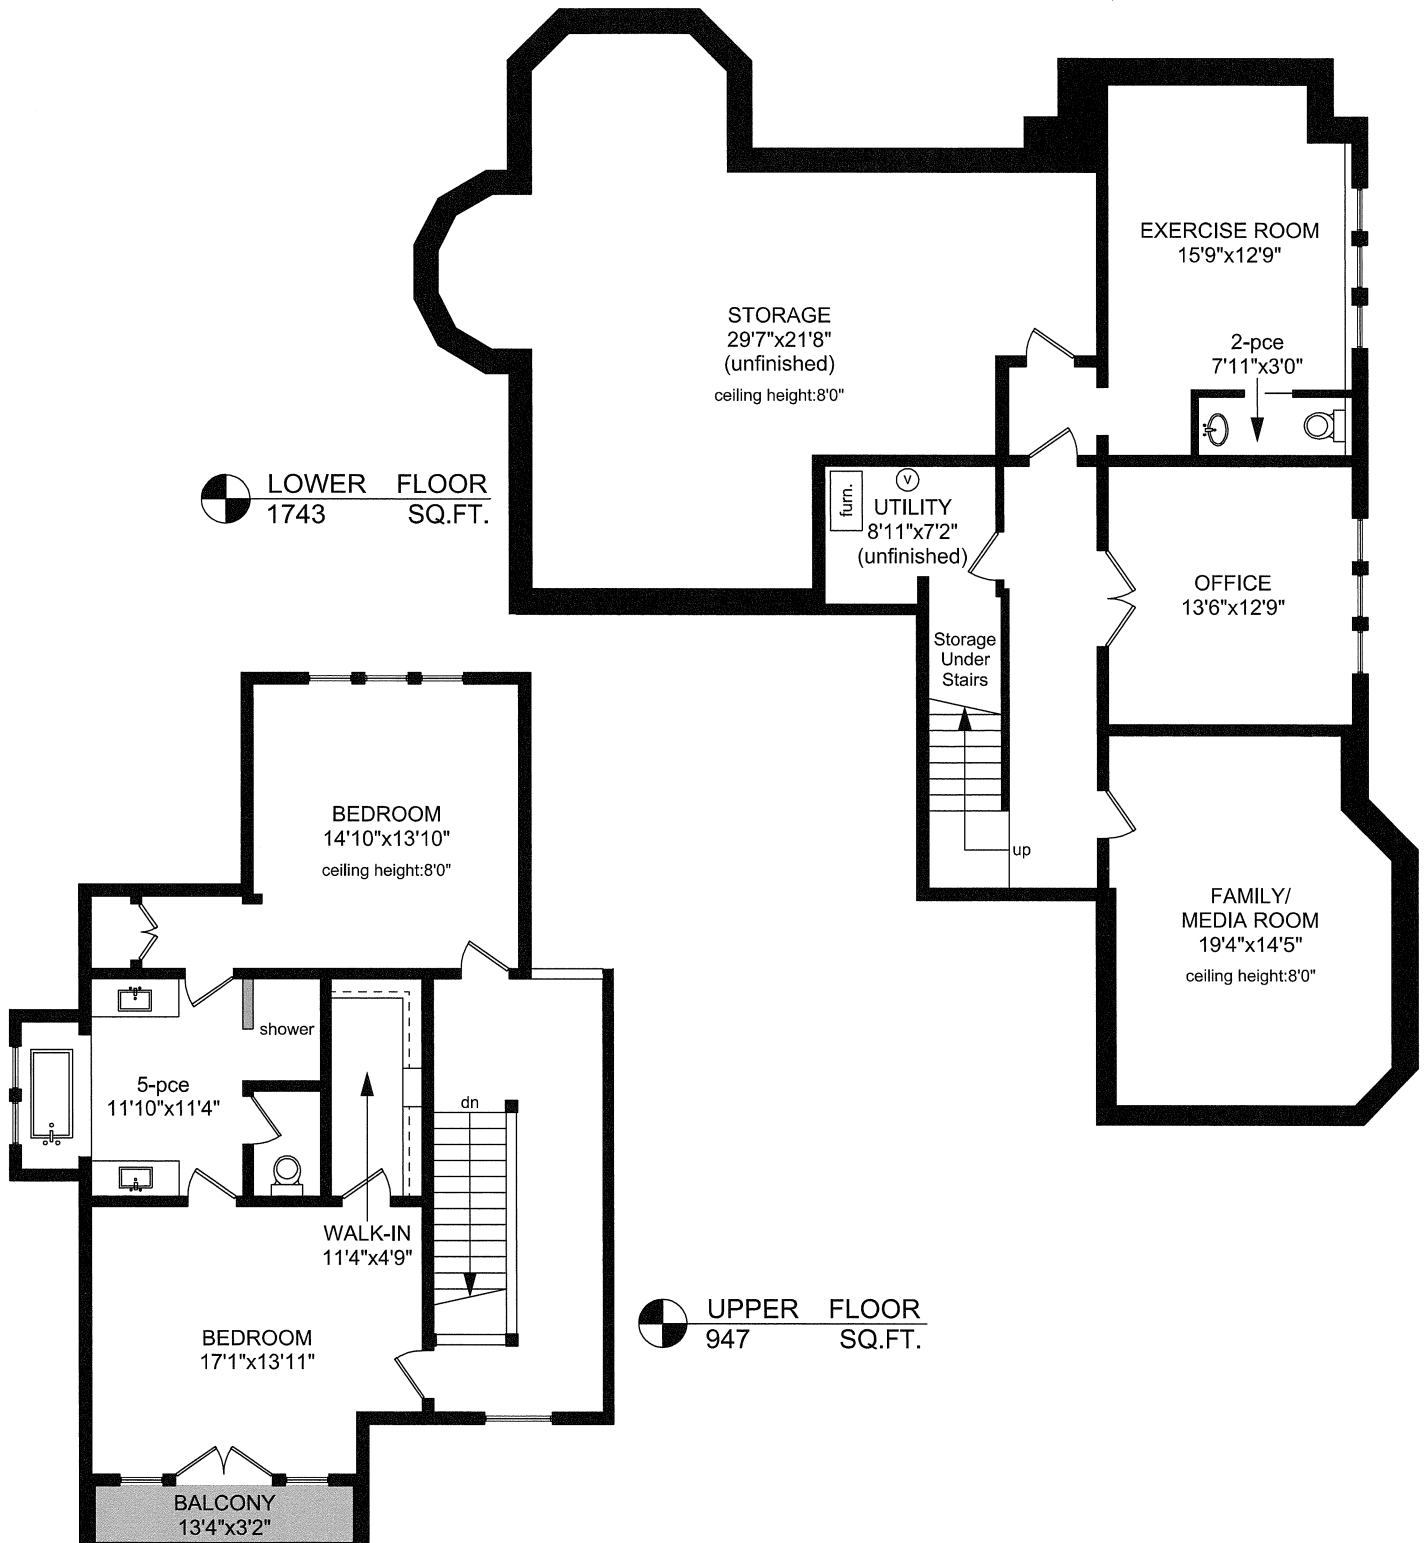 EXERCISE ROOM
15'9"x12'9"
STORAGE
29'7"x21'8"
(unfinished)
ceiling height:8'0"
2-pce
7'11"x3'0"
LOWER FLOOR
1743 SQ.FT.
furn.
V
UTILITY
8'11"x7'2"
(unfinished)
OFFICE
13'6"x12'9"
Storage
Under
Stairs
up
FAMILY/
MEDIA ROOM
19'4"x14'5"
ceiling height:8'0"
BEDROOM
14'10"x13'10"
ceiling height:8'0"
shower
5-pce
11'10"x11'4"
dn
WALK-IN
11'4"x4'9"
UPPER FLOOR
947 SQ.FT.
BEDROOM
17'1"x13'11"
BALCONY
13'4"x3'2"